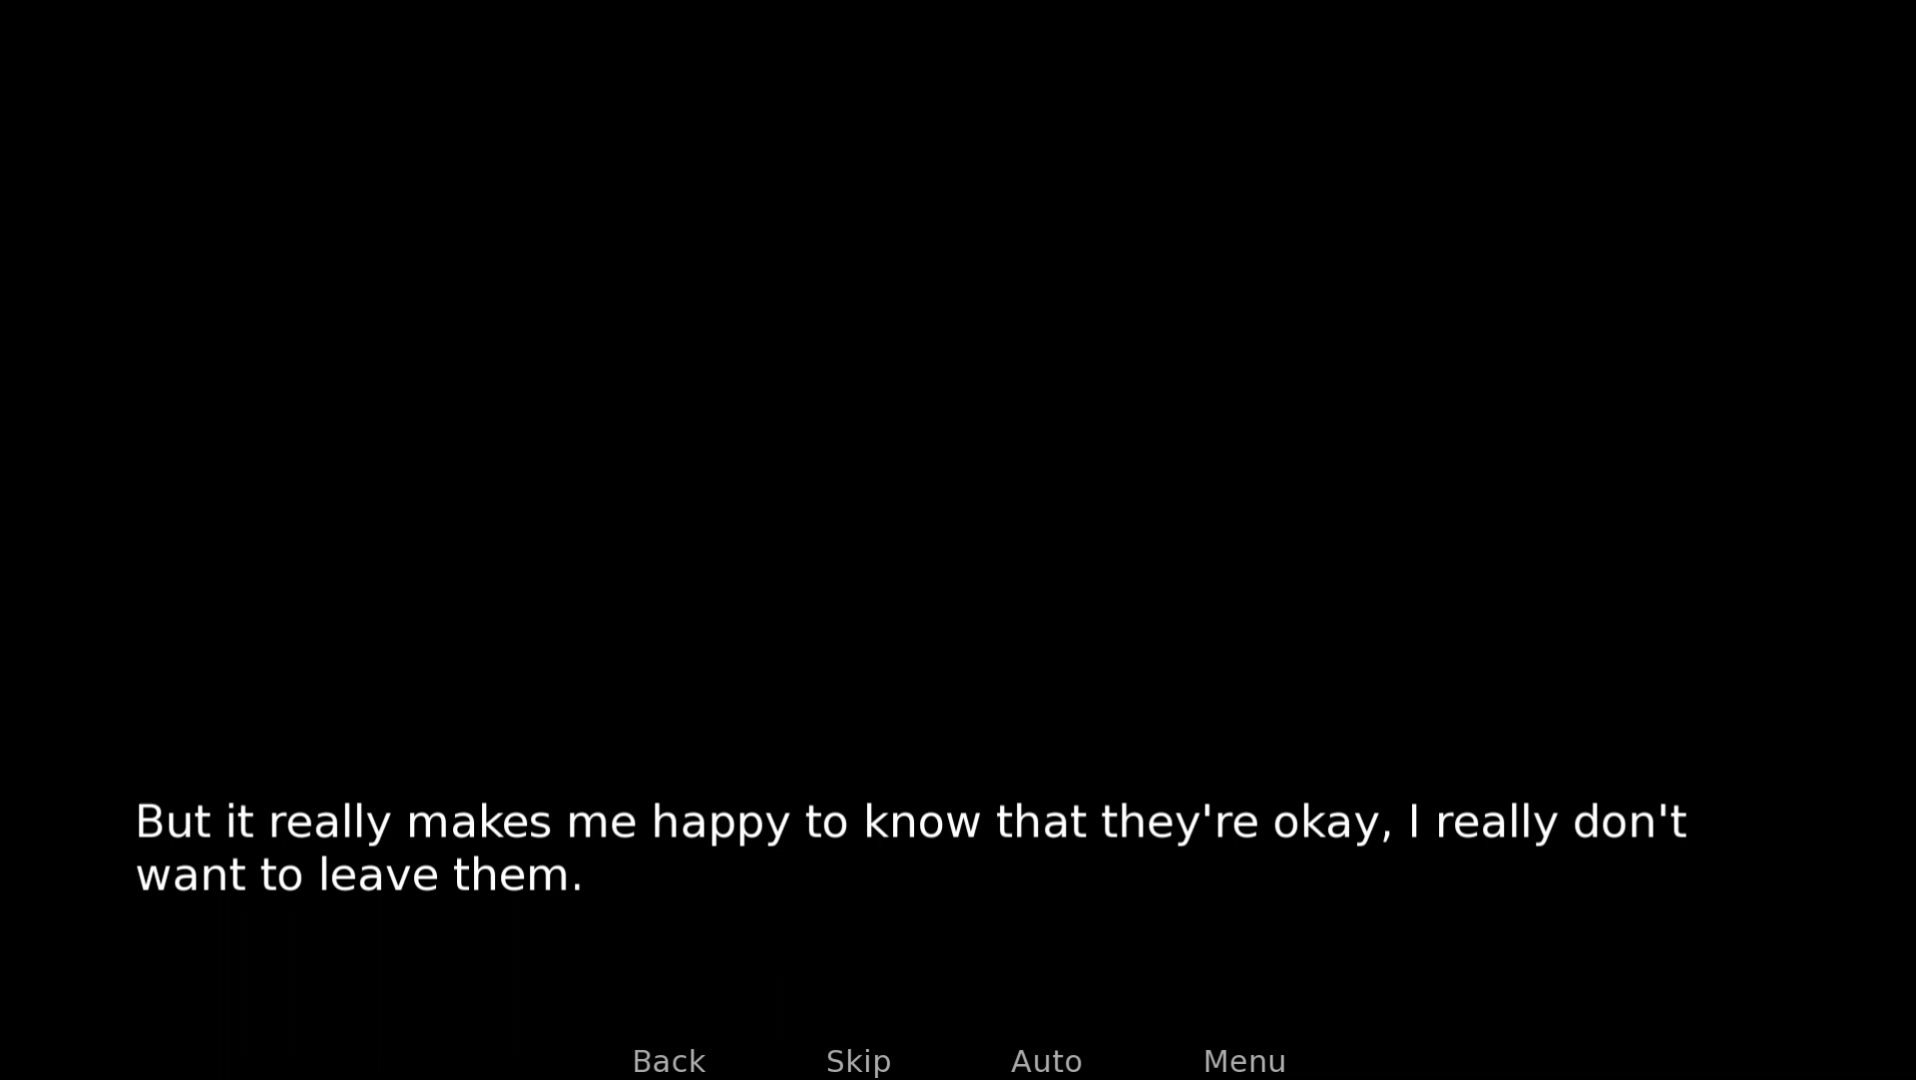 But it really makes me happy to know that they're okay, I really don't
want to leave them.
Back Skip Auto Menu